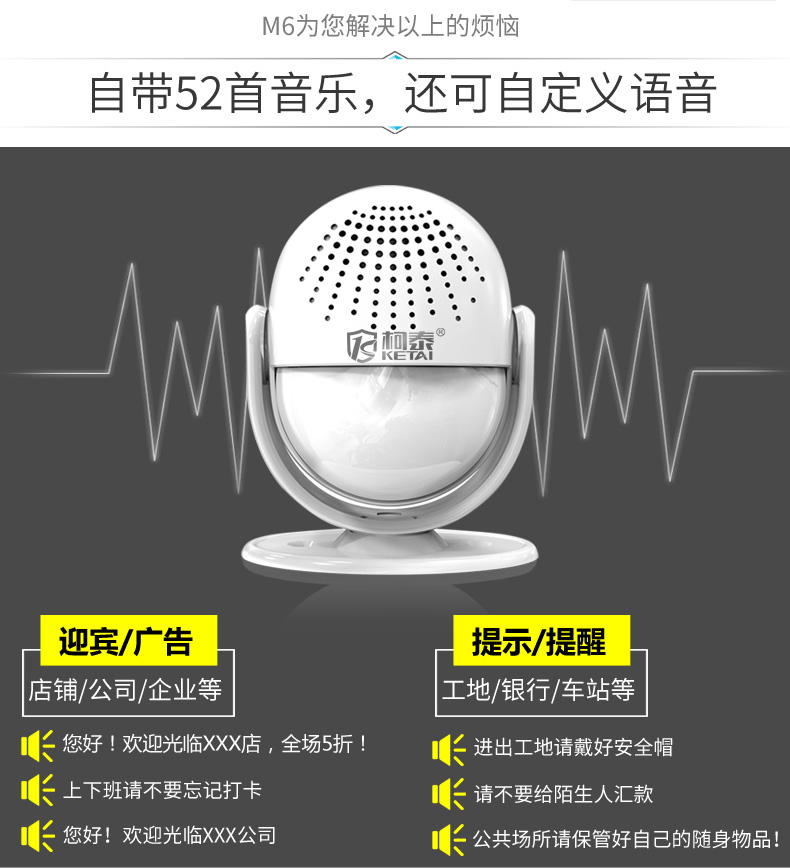 M6为您解决以上的烦恼
自带52首音乐，还可自定义语音
柯泰®
KETAI
迎宾/广告
店铺/公司/企业等
您好！欢迎光临XXX店，全场5折！
上下班请不要忘记打卡
您好！欢迎光临XXX公司
提示/提醒
工地/银行/车站等
进出工地请戴好安全帽
请不要给陌生人汇款
公共场所请保管好自己的随身物品！